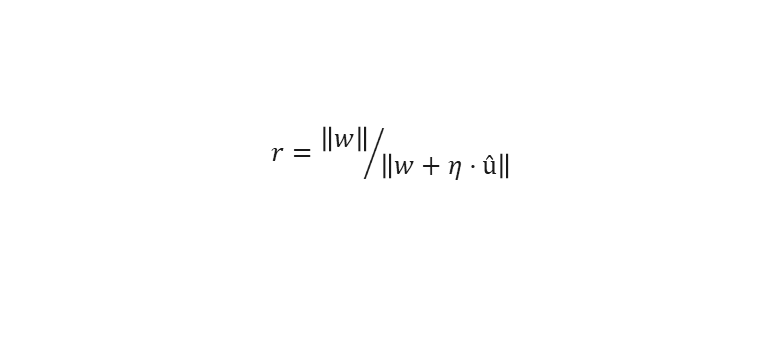 r = ‖w‖/‖w + η · û‖